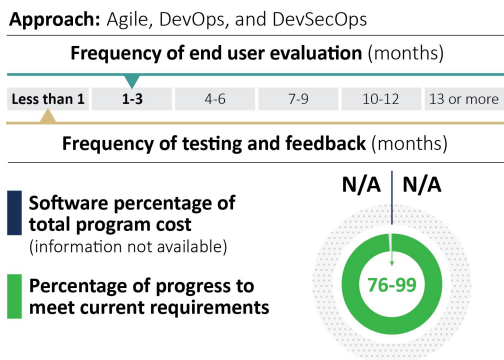 Approach: Agile, DevOps, and DevSecOps
Frequency of end user evaluation (months)
Less than 1 1-3 4-6 7-9 10-12 13 or more
Frequency of testing and feedback (months)
N/A N/A
Software percentage of
total program cost
(information not available)
Percentage of progress to
meet current requirements
76-99